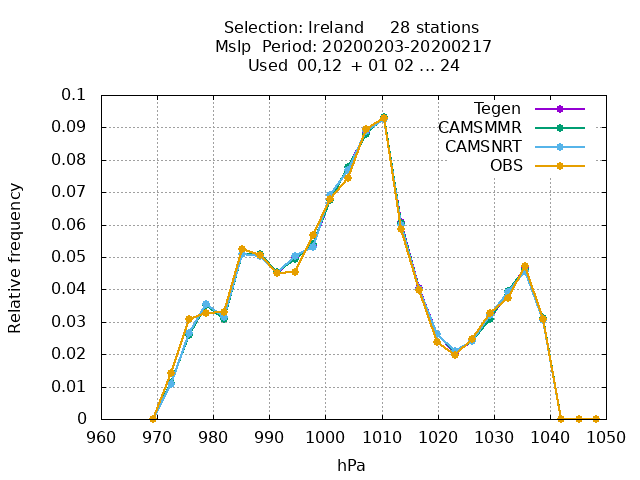 Selection: Ireland 28 stations
Mslp Period: 20200203-20200217
Used 00,12 + 01 02 ... 24
Tegen
CAMSMMR
CAMSNRT
OBS
Relative frequency
0.1
0.09
0.08
0.07
0.06
0.05
0.04
0.03
0.02
0.01
0
960 970 980 990 1000 1010 1020 1030 1040 1050
hPa